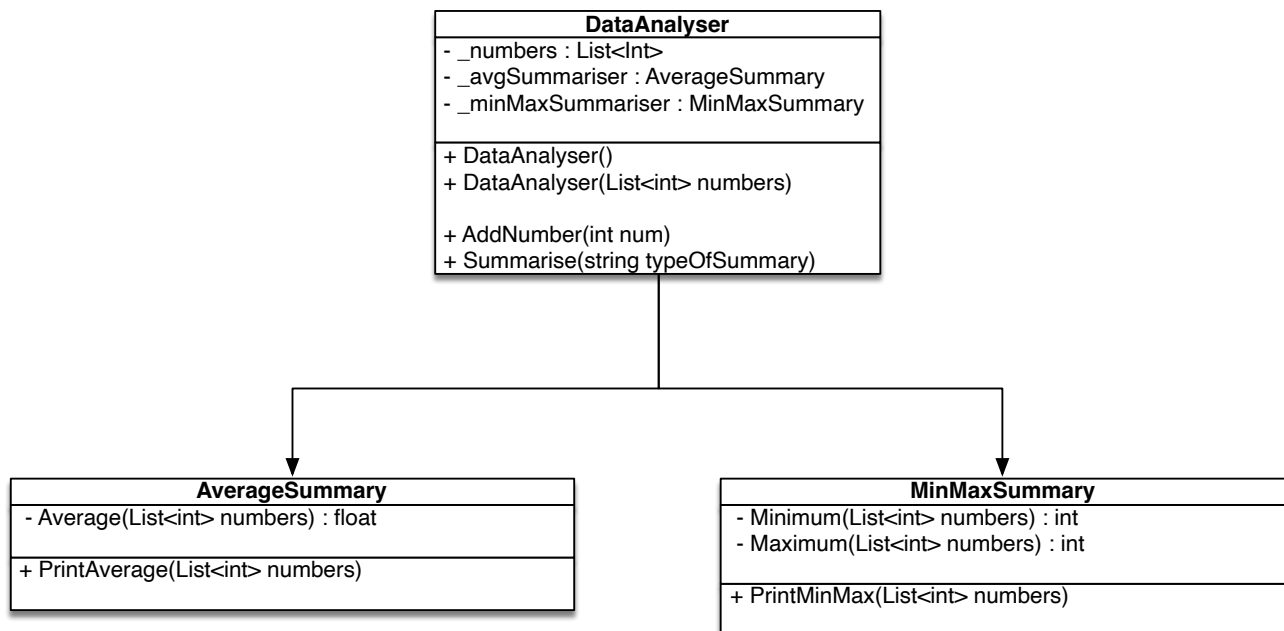 DataAnalyser
- _numbers : List<Int>
- _avgSummariser : AverageSummary
- _minMaxSummariser : MinMaxSummary
+ DataAnalyser()
+ DataAnalyser(List<int> numbers)
+ AddNumber(int num)
+ Summarise(string typeOfSummary)
AverageSummary
- Average(List<int> numbers) : float
+ PrintAverage(List<int> numbers)
MinMaxSummary
- Minimum(List<int> numbers) : int
- Maximum(List<int> numbers) : int
+ PrintMinMax(List<int> numbers)